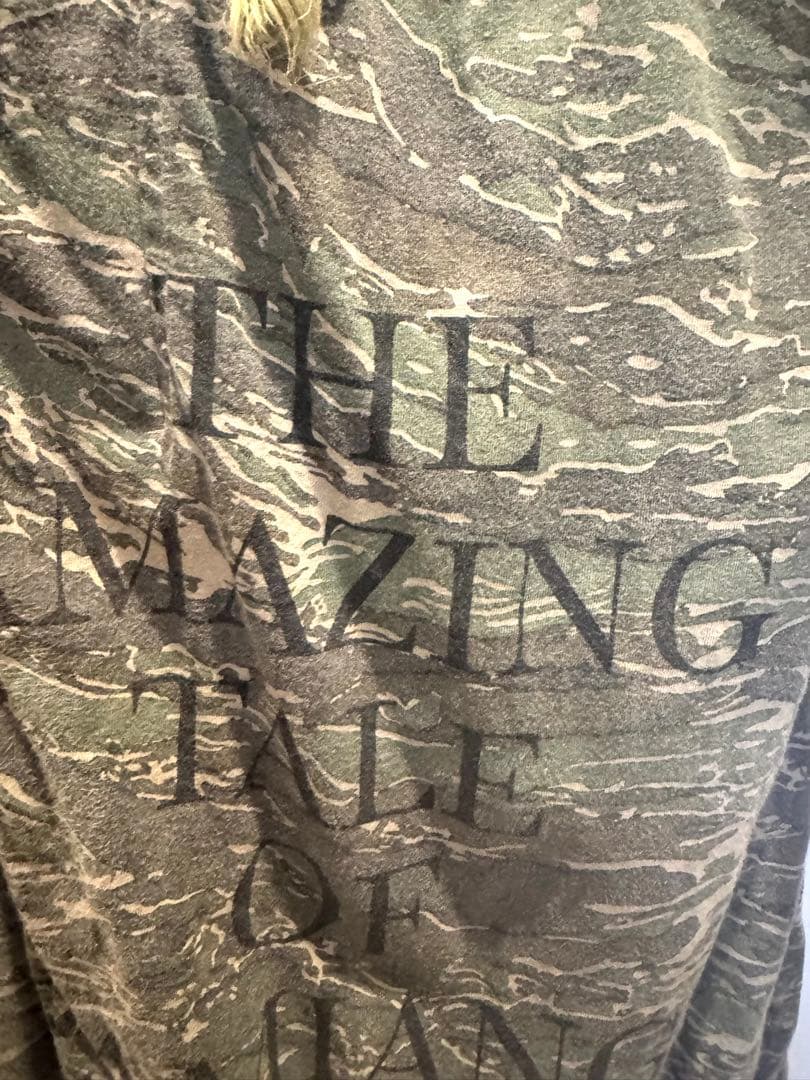 THE
MAZING
TALE
OF